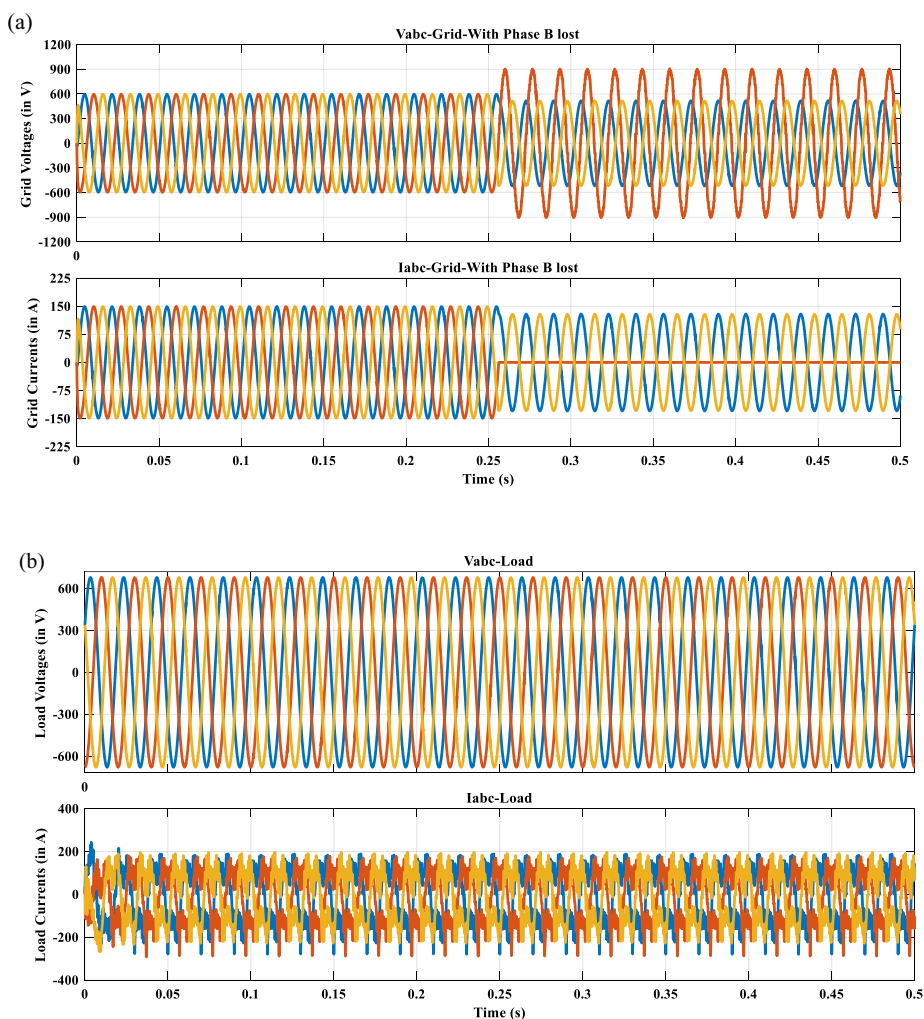 (a)
Vabc-Grid-With Phase B lost
Grid Voltages (in V)
1200
900
600
300
0
-300
-600
-900
-1200
0
Iabc-Grid-With Phase B lost
Grid Currents (in A)
225
150
75
0
-75
-150
-225
0 0.05 0.1 0.15 0.2 0.25 0.3 0.35 0.4 0.45 0.5
Time (s)
(b)
Vabc-Load
Load Voltages (in V)
600
300
0
-300
-600
0
Iabc-Load
Load Currents (in A)
400
200
0
-200
-400
0 0.05 0.1 0.15 0.2 0.25 0.3 0.35 0.4 0.45 0.5
Time (s)